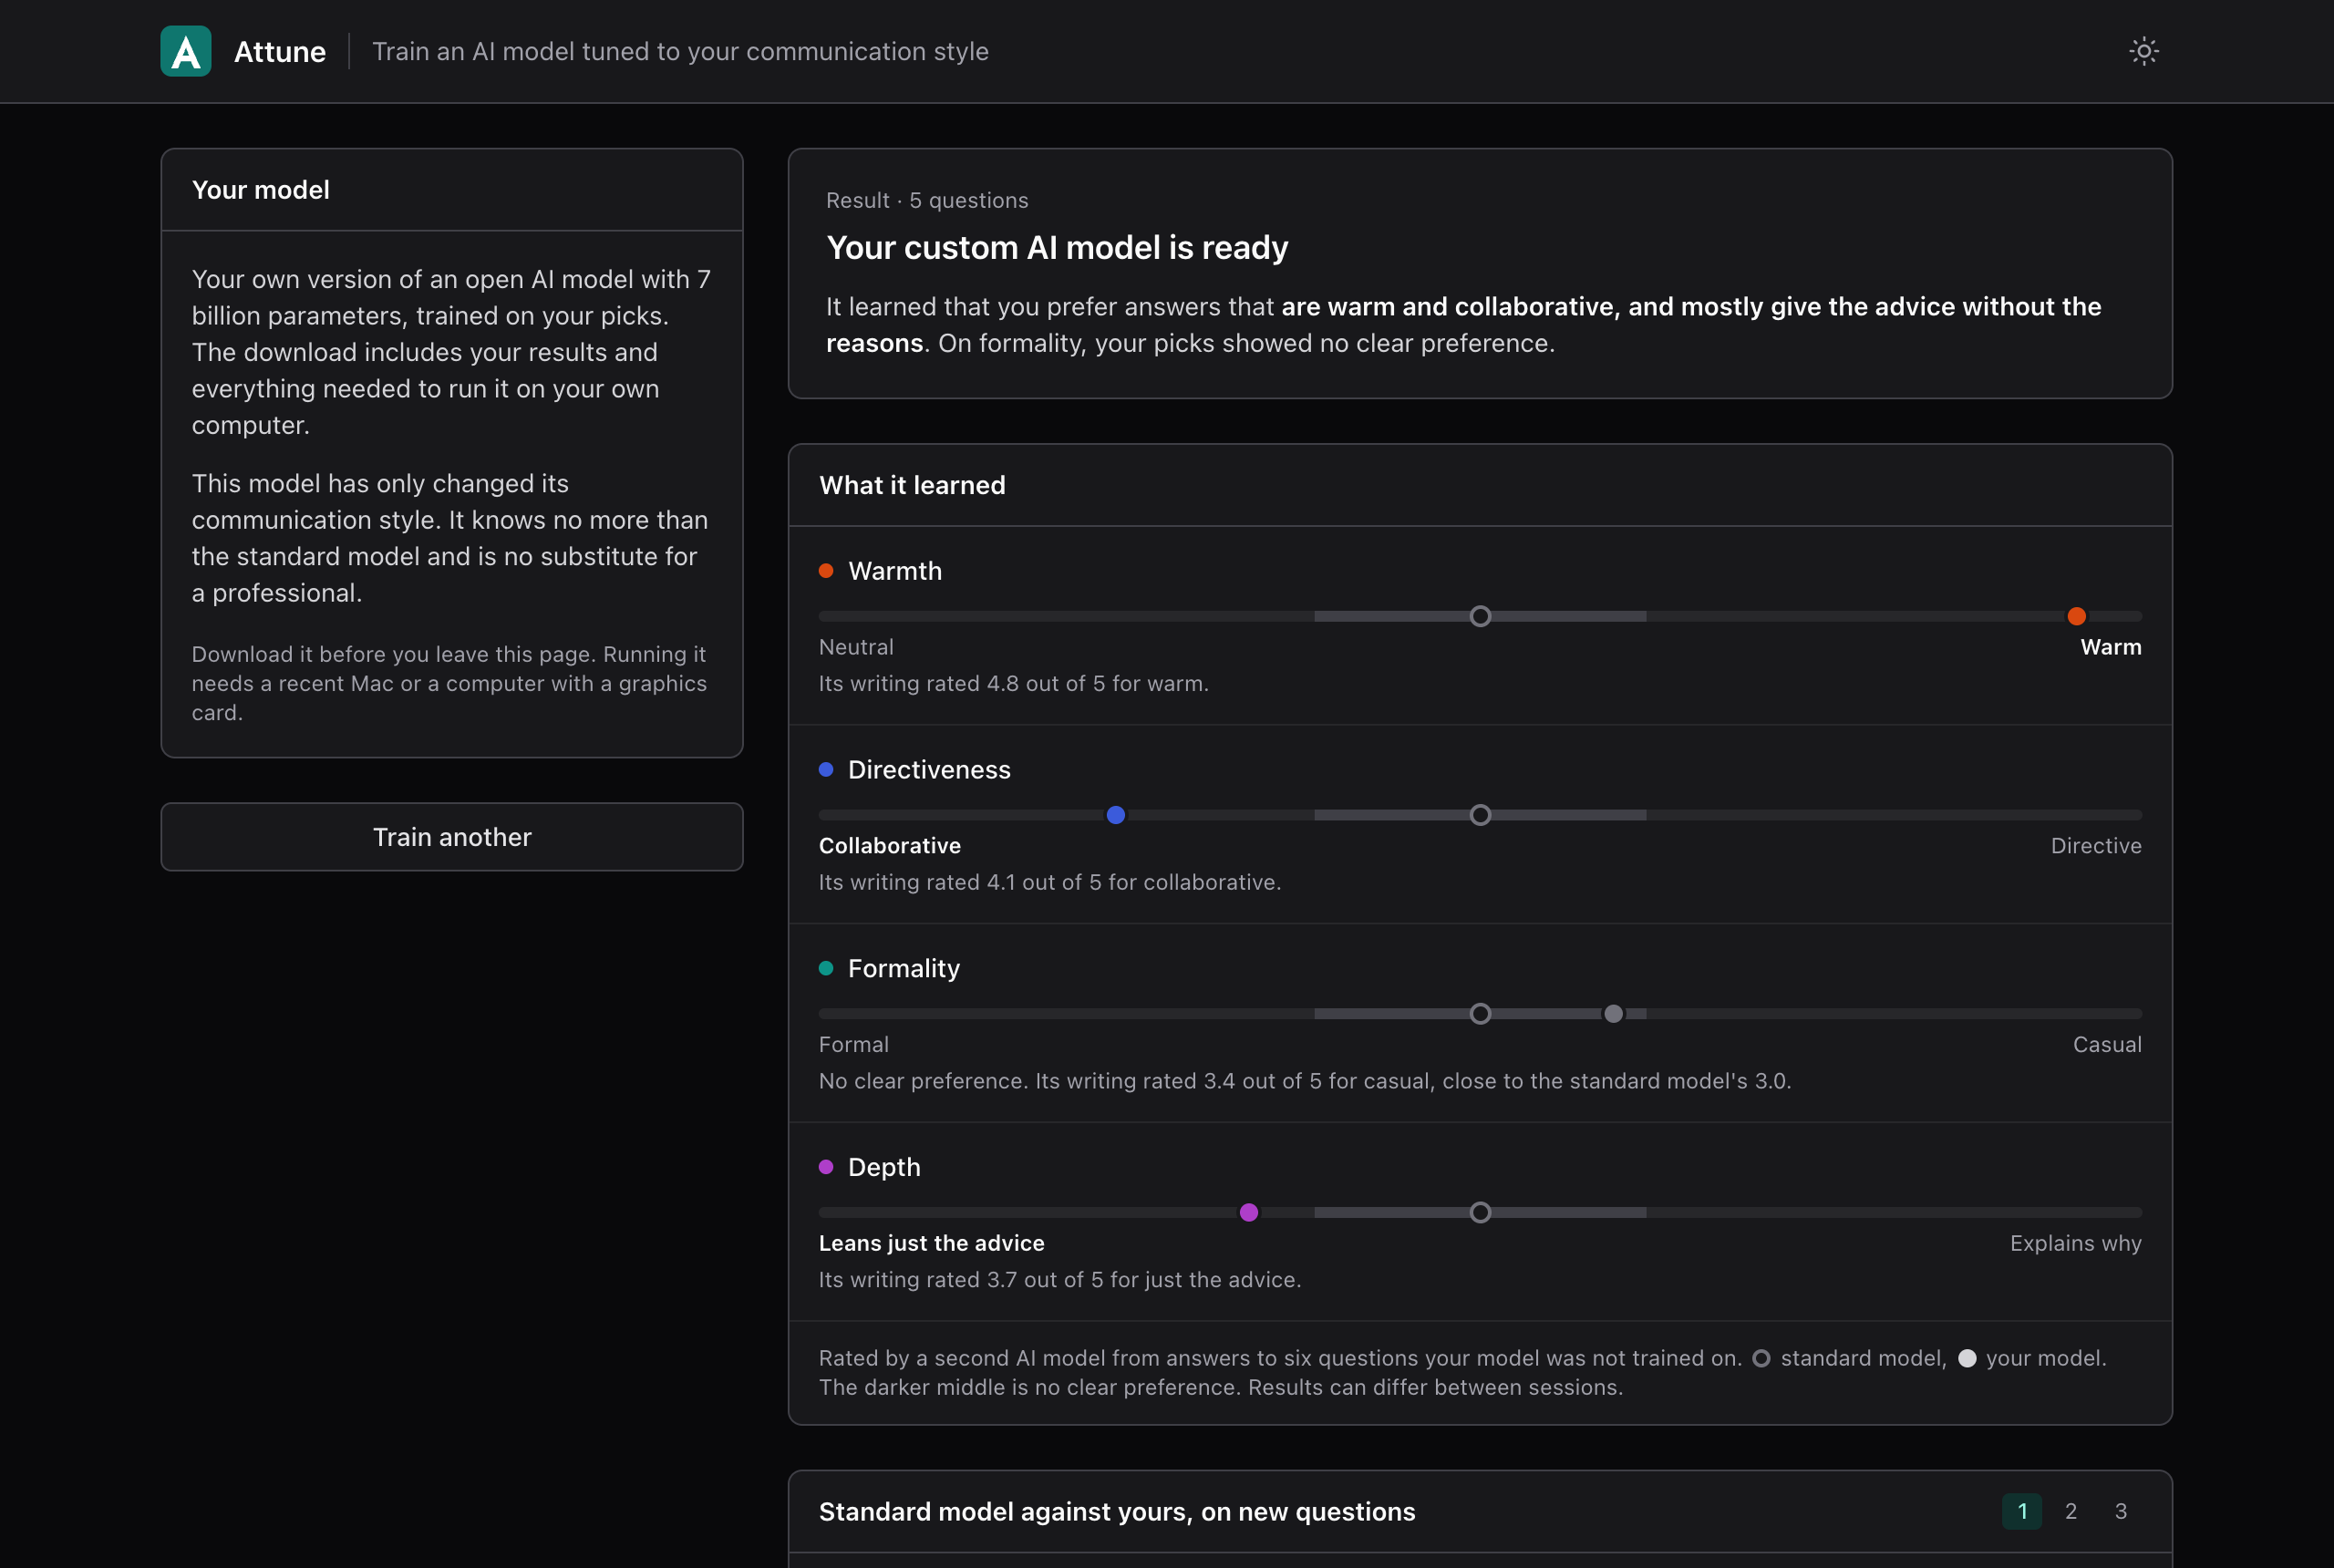 A
Attune
Train an AI model tuned to your communication style
Your model
Your own version of an open AI model with 7
billion parameters, trained on your picks.
The download includes your results and
everything needed to run it on your own
computer.
This model has only changed its
communication style. It knows no more than
the standard model and is no substitute for
a professional.
Download it before you leave this page. Running it
needs a recent Mac or a computer with a graphics
card.
Train another
Result · 5 questions
Your custom AI model is ready
It learned that you prefer answers that are warm and collaborative, and mostly give the advice without the
reasons. On formality, your picks showed no clear preference.
What it learned
Warmth
Neutral
Warm
Its writing rated 4.8 out of 5 for warm.
Directiveness
Collaborative
Directive
Its writing rated 4.1 out of 5 for collaborative.
Formality
Formal
Casual
No clear preference. Its writing rated 3.4 out of 5 for casual, close to the standard model's 3.0.
Depth
Leans just the advice
Explains why
Its writing rated 3.7 out of 5 for just the advice.
Rated by a second AI model from answers to six questions your model was not trained on. standard model, your model.
The darker middle is no clear preference. Results can differ between sessions.
Standard model against yours, on new questions
1 2 3